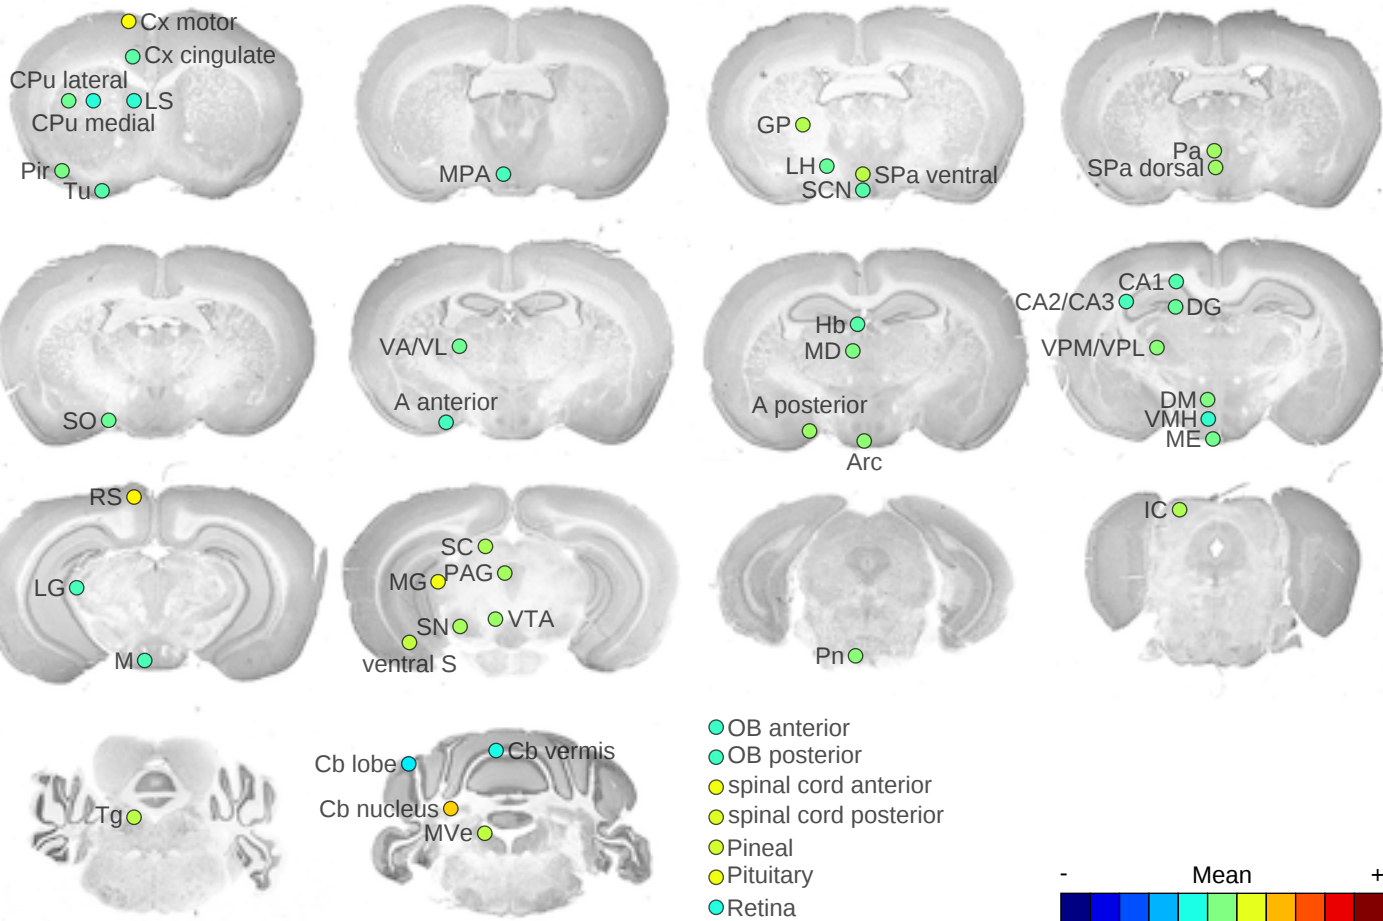 Cx motor
Cx cingulate
CPu lateral
LS
CPu medial
Pir
Tu
MPA
GP
LH
SPa ventral
SCN
Pa
SPa dorsal
SO
VA/VL
A anterior
Hb
MD
A posterior
Arc
CA1
CA2/CA3
DG
VPM/VPL
DM
VMH
ME
RS
LG
M
SC
MG
PAG
SN
VTA
ventral S
Pn
IC
Tg
Cb lobe
Cb vermis
Cb nucleus
MVe
OB anterior
OB posterior
spinal cord anterior
spinal cord posterior
Pineal
Pituitary
Retina
- Mean +